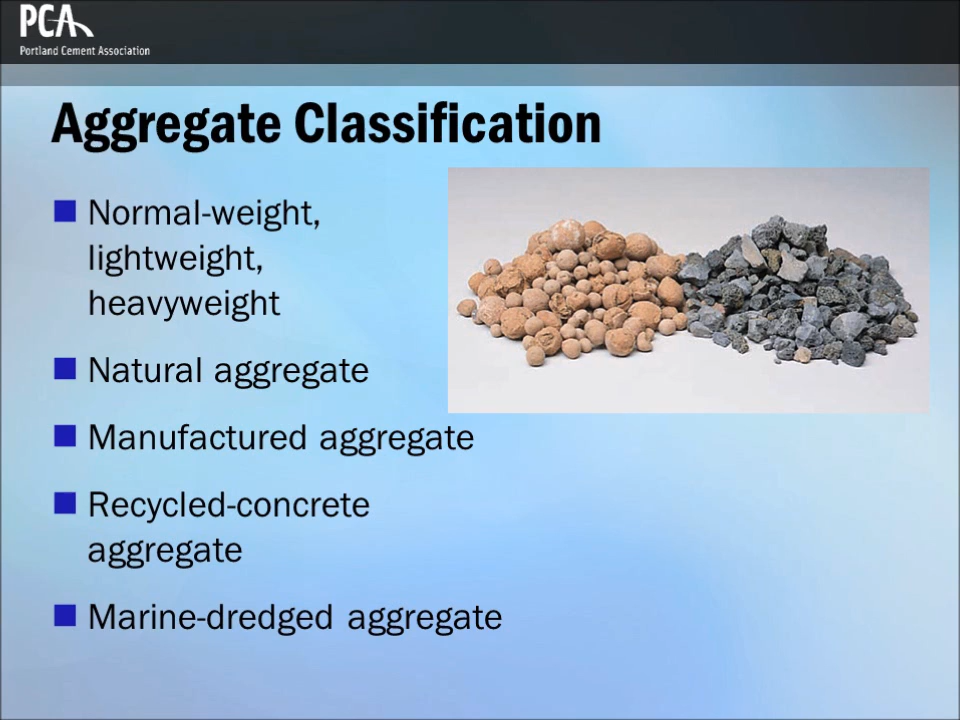 PCA
Portland Cement Association
Aggregate Classification
Normal-weight,
lightweight,
heavyweight
Natural aggregate
Manufactured aggregate
Recycled-concrete
aggregate
Marine-dredged aggregate